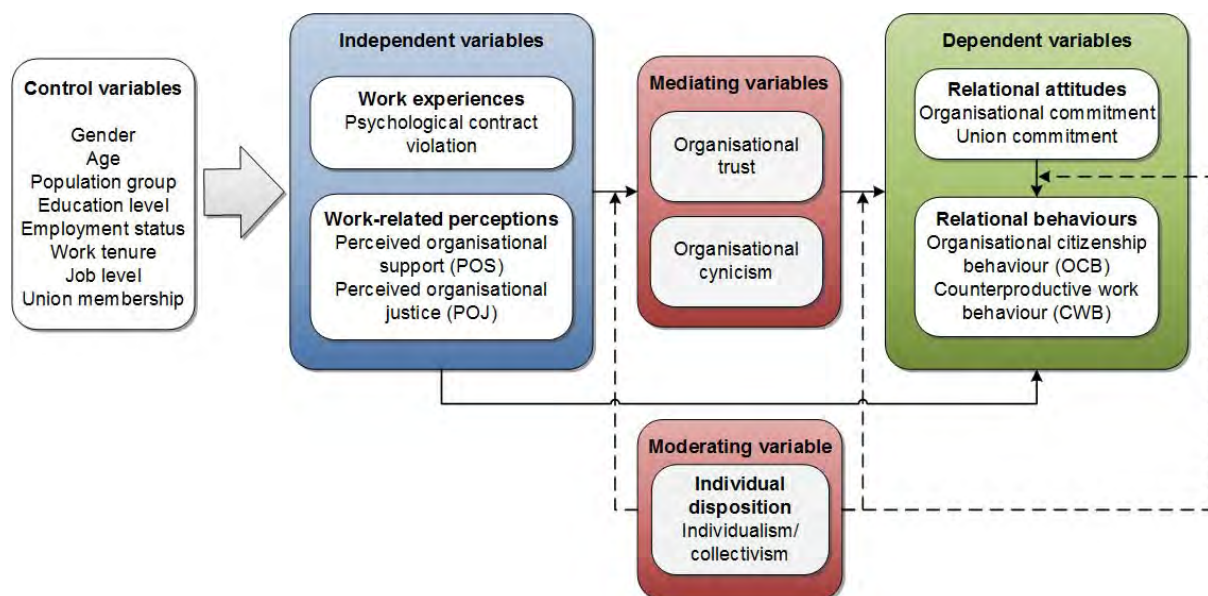 Control variables
Gender
Age
Population group
Education level
Employment status
Work tenure
Job level
Union membership
Independent variables
Work experiences
Psychological contract
violation
Work-related perceptions
Perceived organisational
support (POS)
Perceived organisational
justice (POJ)
Mediating variables
Organisational
trust
Organisational
cynicism
Dependent variables
Relational attitudes
Organisational commitment
Union commitment
Relational behaviours
Organisational citizenship
behaviour (OCB)
Counterproductive work
behaviour (CWB)
Moderating variable
Individual
disposition
Individualism/
collectivism